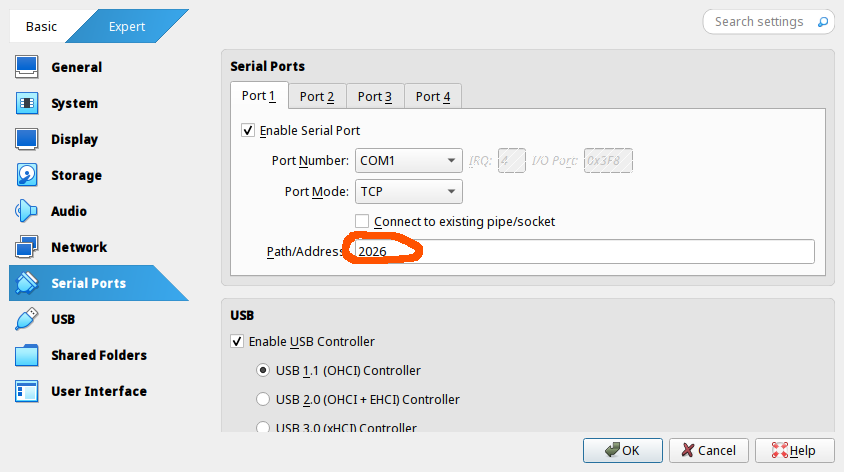 Basic Expert Search settings
General
System
Display
Storage
Audio
Network
Serial Ports
USB
Shared Folders
User Interface
Serial Ports
Port 1 Port 2 Port 3 Port 4
Enable Serial Port
Port Number: COM1 IRQ: 4 I/O Port: 0x3F8
Port Mode: TCP
Connect to existing pipe/socket
Path/Address 2026
USB
Enable USB Controller
USB 1.1 (OHCI) Controller
USB 2.0 (OHCI + EHCI) Controller
USB 3.0 (xHCI) Controller
OK Cancel Help